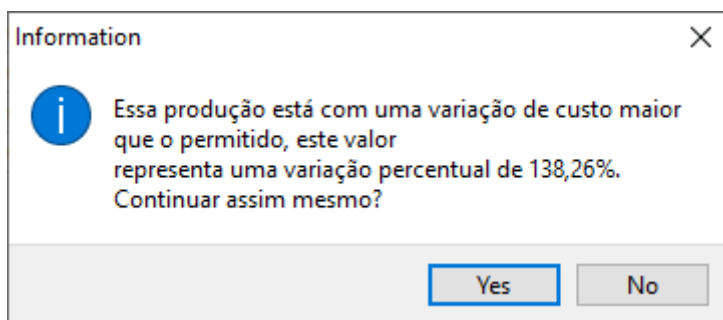 Information
Essa produção está com uma variação de custo maior
que o permitido, este valor
representa uma variação percentual de 138,26%.
Continuar assim mesmo?
Yes
No